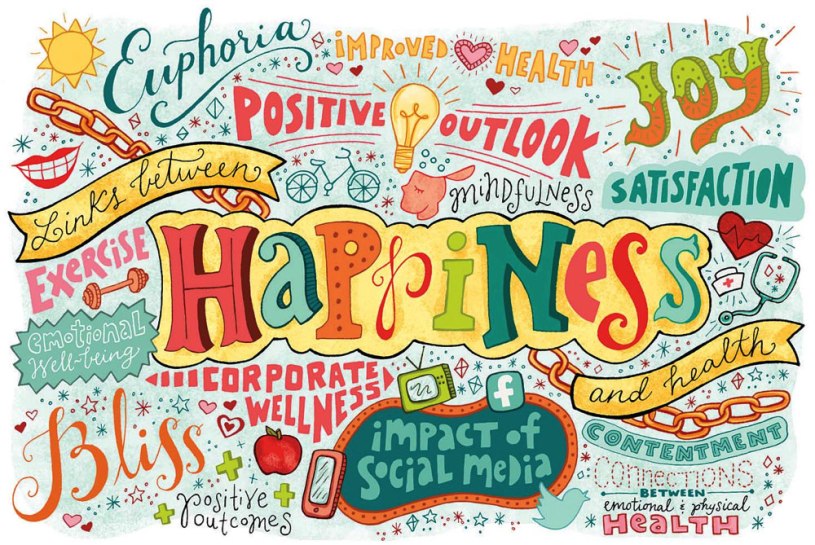 Euphoria
iMPROVED
HEALTH
JOY
POSITIVE
OUTLOOK
Links between
mindfulness
SATISFACTION
ExERCiSE
HaPPiNESS
emotional
Well-being
and health
CORPORATE
WELLNESS
f
Bliss
iMPACT of
SOCiAL MEDiA
CONTENTMENT
CONNECTiONS
BETWEEN
emotional & physical
HEALTH
positive
outcomes